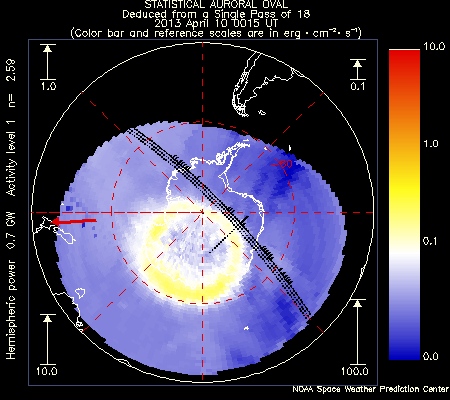 STATISTICAL AURORAL OVAL
Deduced from a Single Pass of 18
2013 April 10 0015 UT
(Color bar and reference scales are in erg·cm⁻²·s⁻¹)
1.0
0.1
10.0
100.0
Hemispheric power 0.7 GW Activity level 1 n= 2.59
10.0
1.0
0.1
0.0
NOAA Space Weather Prediction Center